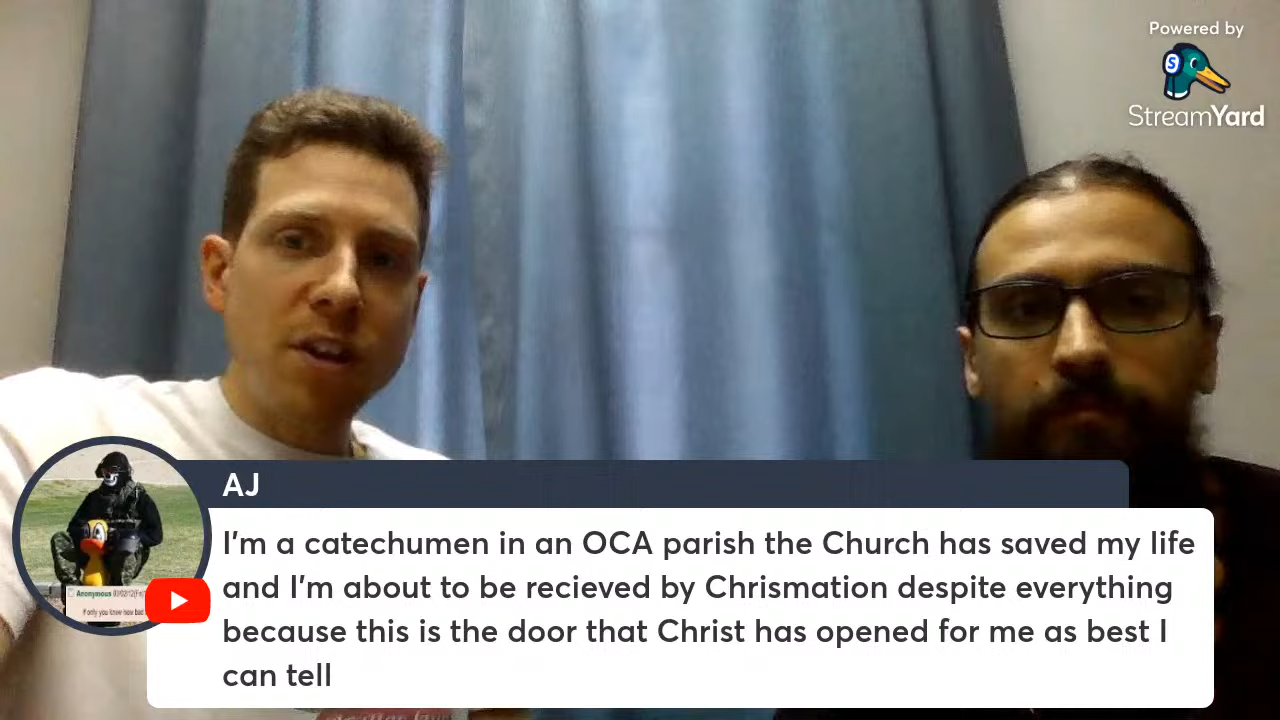 Powered by
StreamYard
AJ
I'm a catechumen in an OCA parish the Church has saved my life
and I'm about to be recieved by Chrismation despite everything
because this is the door that Christ has opened for me as best I
can tell
Anonymous